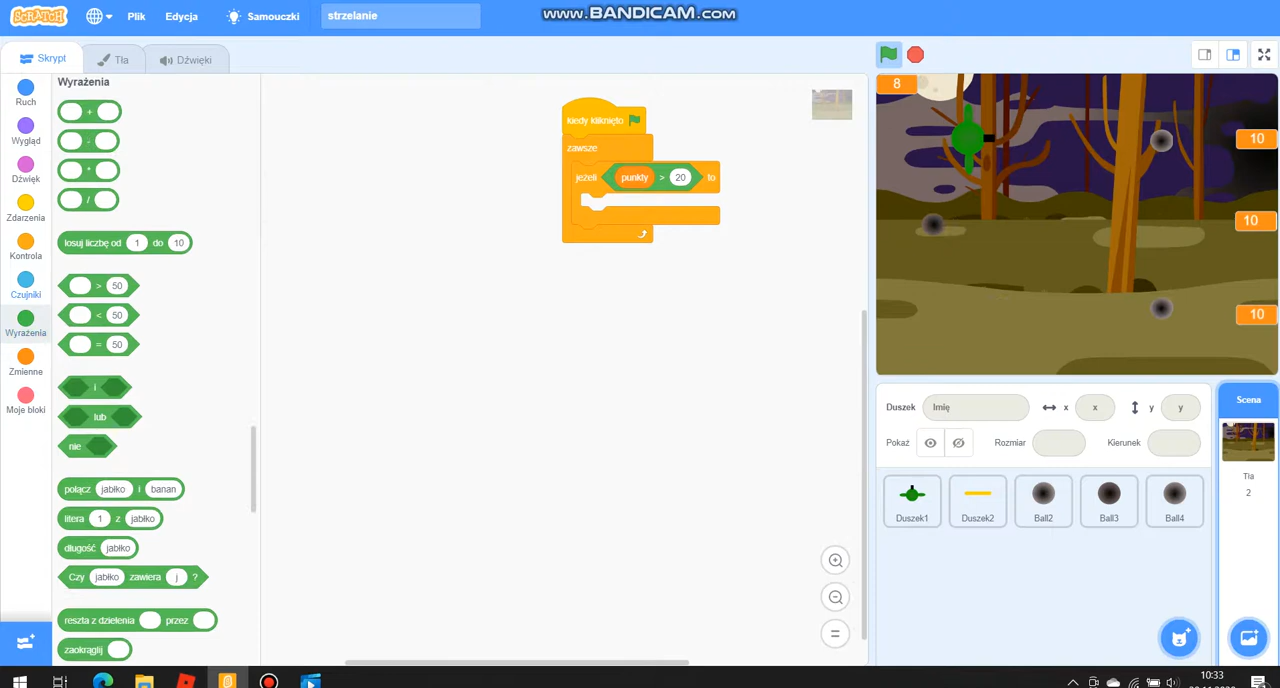 www.BANDICAM.com
SCRATCH Plik Edycja Samouczki strzelanie
Skrypt Tła Dźwięki
Ruch
Wygląd
Dźwięk
Zdarzenia
Kontrola
Czujniki
Wyrażenia
Zmienne
Moje bloki
Wyrażenia
+
-
*
/
losuj liczbę od 1 do 10
> 50
< 50
= 50
i
lub
nie
połącz jabłko i banan
litera 1 z jabłko
długość jabłko
Czy jabłko zawiera j ?
reszta z dzielenia przez
zaokrąglij
kiedy kliknięto
zawsze
jeżeli punkty > 20 to
8
10
10
10
Duszek Imię x x y y
Pokaż Rozmiar Kierunek
Duszek1 Duszek2 Ball2 Ball3 Ball4
Scena
Tła
2
10:33